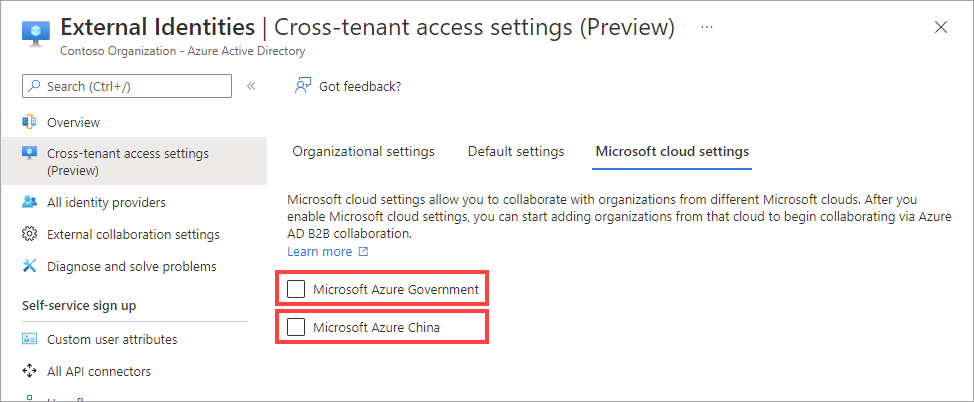 External Identities | Cross-tenant access settings (Preview) ...
Contoso Organization - Azure Active Directory
Search (Ctrl+/)
«
Got feedback?
Overview
Cross-tenant access settings
(Preview)
All identity providers
External collaboration settings
Diagnose and solve problems
Self-service sign up
Custom user attributes
All API connectors
Organizational settings
Default settings
Microsoft cloud settings
Microsoft cloud settings allow you to collaborate with organizations from different Microsoft clouds. After you
enable Microsoft cloud settings, you can start adding organizations from that cloud to begin collaborating via Azure
AD B2B collaboration.
Learn more
Microsoft Azure Government
Microsoft Azure China